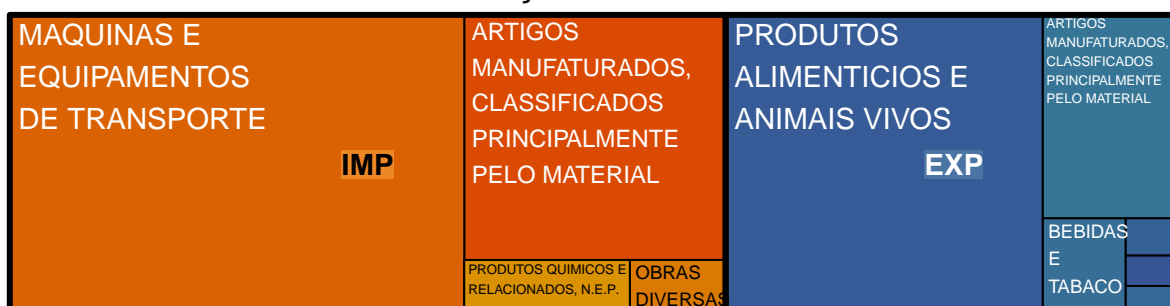 MAQUINAS E
EQUIPAMENTOS
DE TRANSPORTE
IMP
ARTIGOS
MANUFATURADOS,
CLASSIFICADOS
PRINCIPALMENTE
PELO MATERIAL
PRODUTOS QUIMICOS E
RELACIONADOS, N.E.P.
OBRAS
DIVERSAS
PRODUTOS
ALIMENTICIOS E
ANIMAIS VIVOS
EXP
ARTIGOS
MANUFATURADOS,
CLASSIFICADOS
PRINCIPALMENTE
PELO MATERIAL
BEBIDAS
E
TABACO